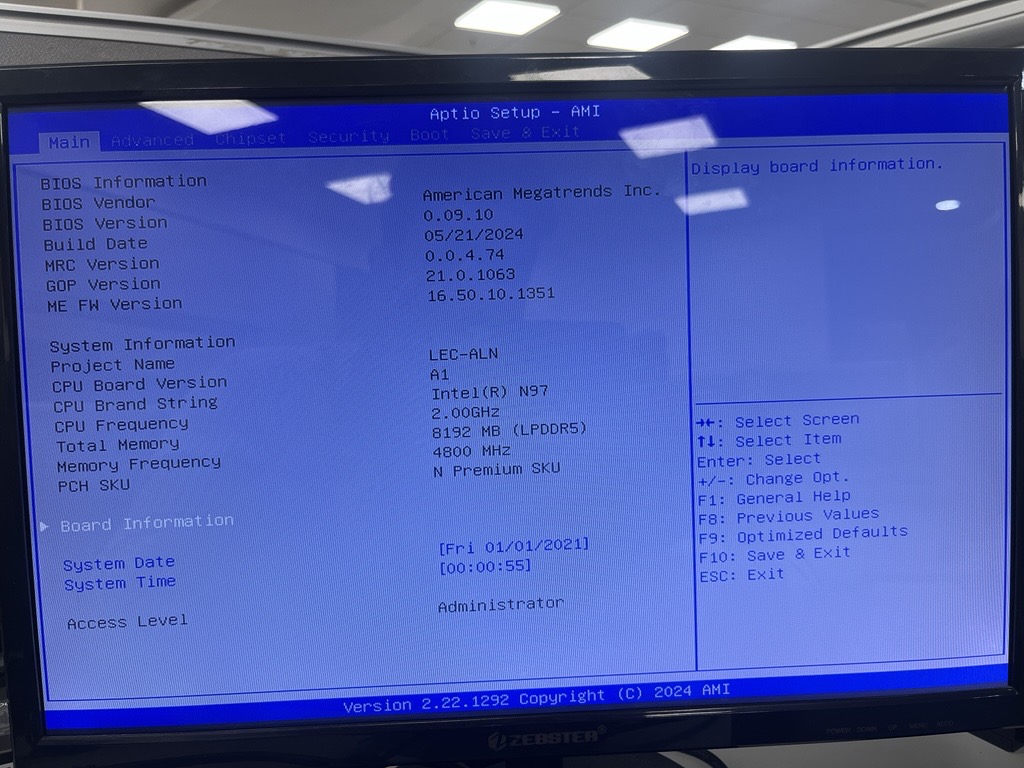 Aptio Setup - AMI
Main Advanced Chipset Security Boot Save & Exit
BIOS Information
BIOS Vendor American Megatrends Inc.
BIOS Version 0.09.10
Build Date 05/21/2024
MRC Version 0.0.4.74
GOP Version 21.0.1063
ME FW Version 16.50.10.1351
System Information
Project Name LEC-ALN
CPU Board Version A1
CPU Brand String Intel(R) N97
CPU Frequency 2.00GHz
Total Memory 8192 MB (LPDDR5)
Memory Frequency 4800 MHz
PCH SKU N Premium SKU
Board Information
System Date [Fri 01/01/2021]
System Time [00:00:55]
Access Level Administrator
Display board information.
→←: Select Screen
↑↓: Select Item
Enter: Select
+/-: Change Opt.
F1: General Help
F8: Previous Values
F9: Optimized Defaults
F10: Save & Exit
ESC: Exit
Version 2.22.1292 Copyright (C) 2024 AMI
ZEBSTER